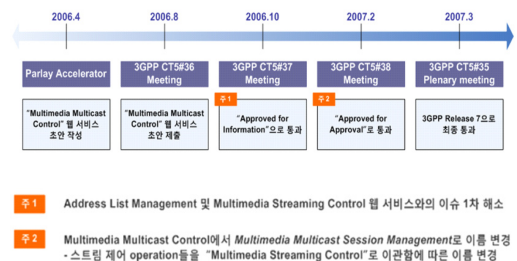 2006.4
2006.8
2006.10
2007.2
2007.3
Parlay Accelerator
3GPP CT5#36
Meeting
3GPP CT5#37
Meeting
3GPP CT5#38
Meeting
3GPP CT5#35
Plenary meeting
"Multimedia Multicast
Control" 웹 서비스
초안 작성
"Multimedia Multicast
Control" 웹 서비스
초안 제출
주 1
"Approved for
Information"으로 통과
주 2
"Approved for
Approval"로 통과
3GPP Release 7으로
최종 통과
주 1 Address List Management 및 Multimedia Streaming Control 웹 서비스와의 이슈 1차 해소
주 2 Multimedia Multicast Control에서 Multimedia Multicast Session Management로 이름 변경
- 스트림 제어 operation들을 "Multimedia Streaming Control"로 이관함에 따른 이름 변경